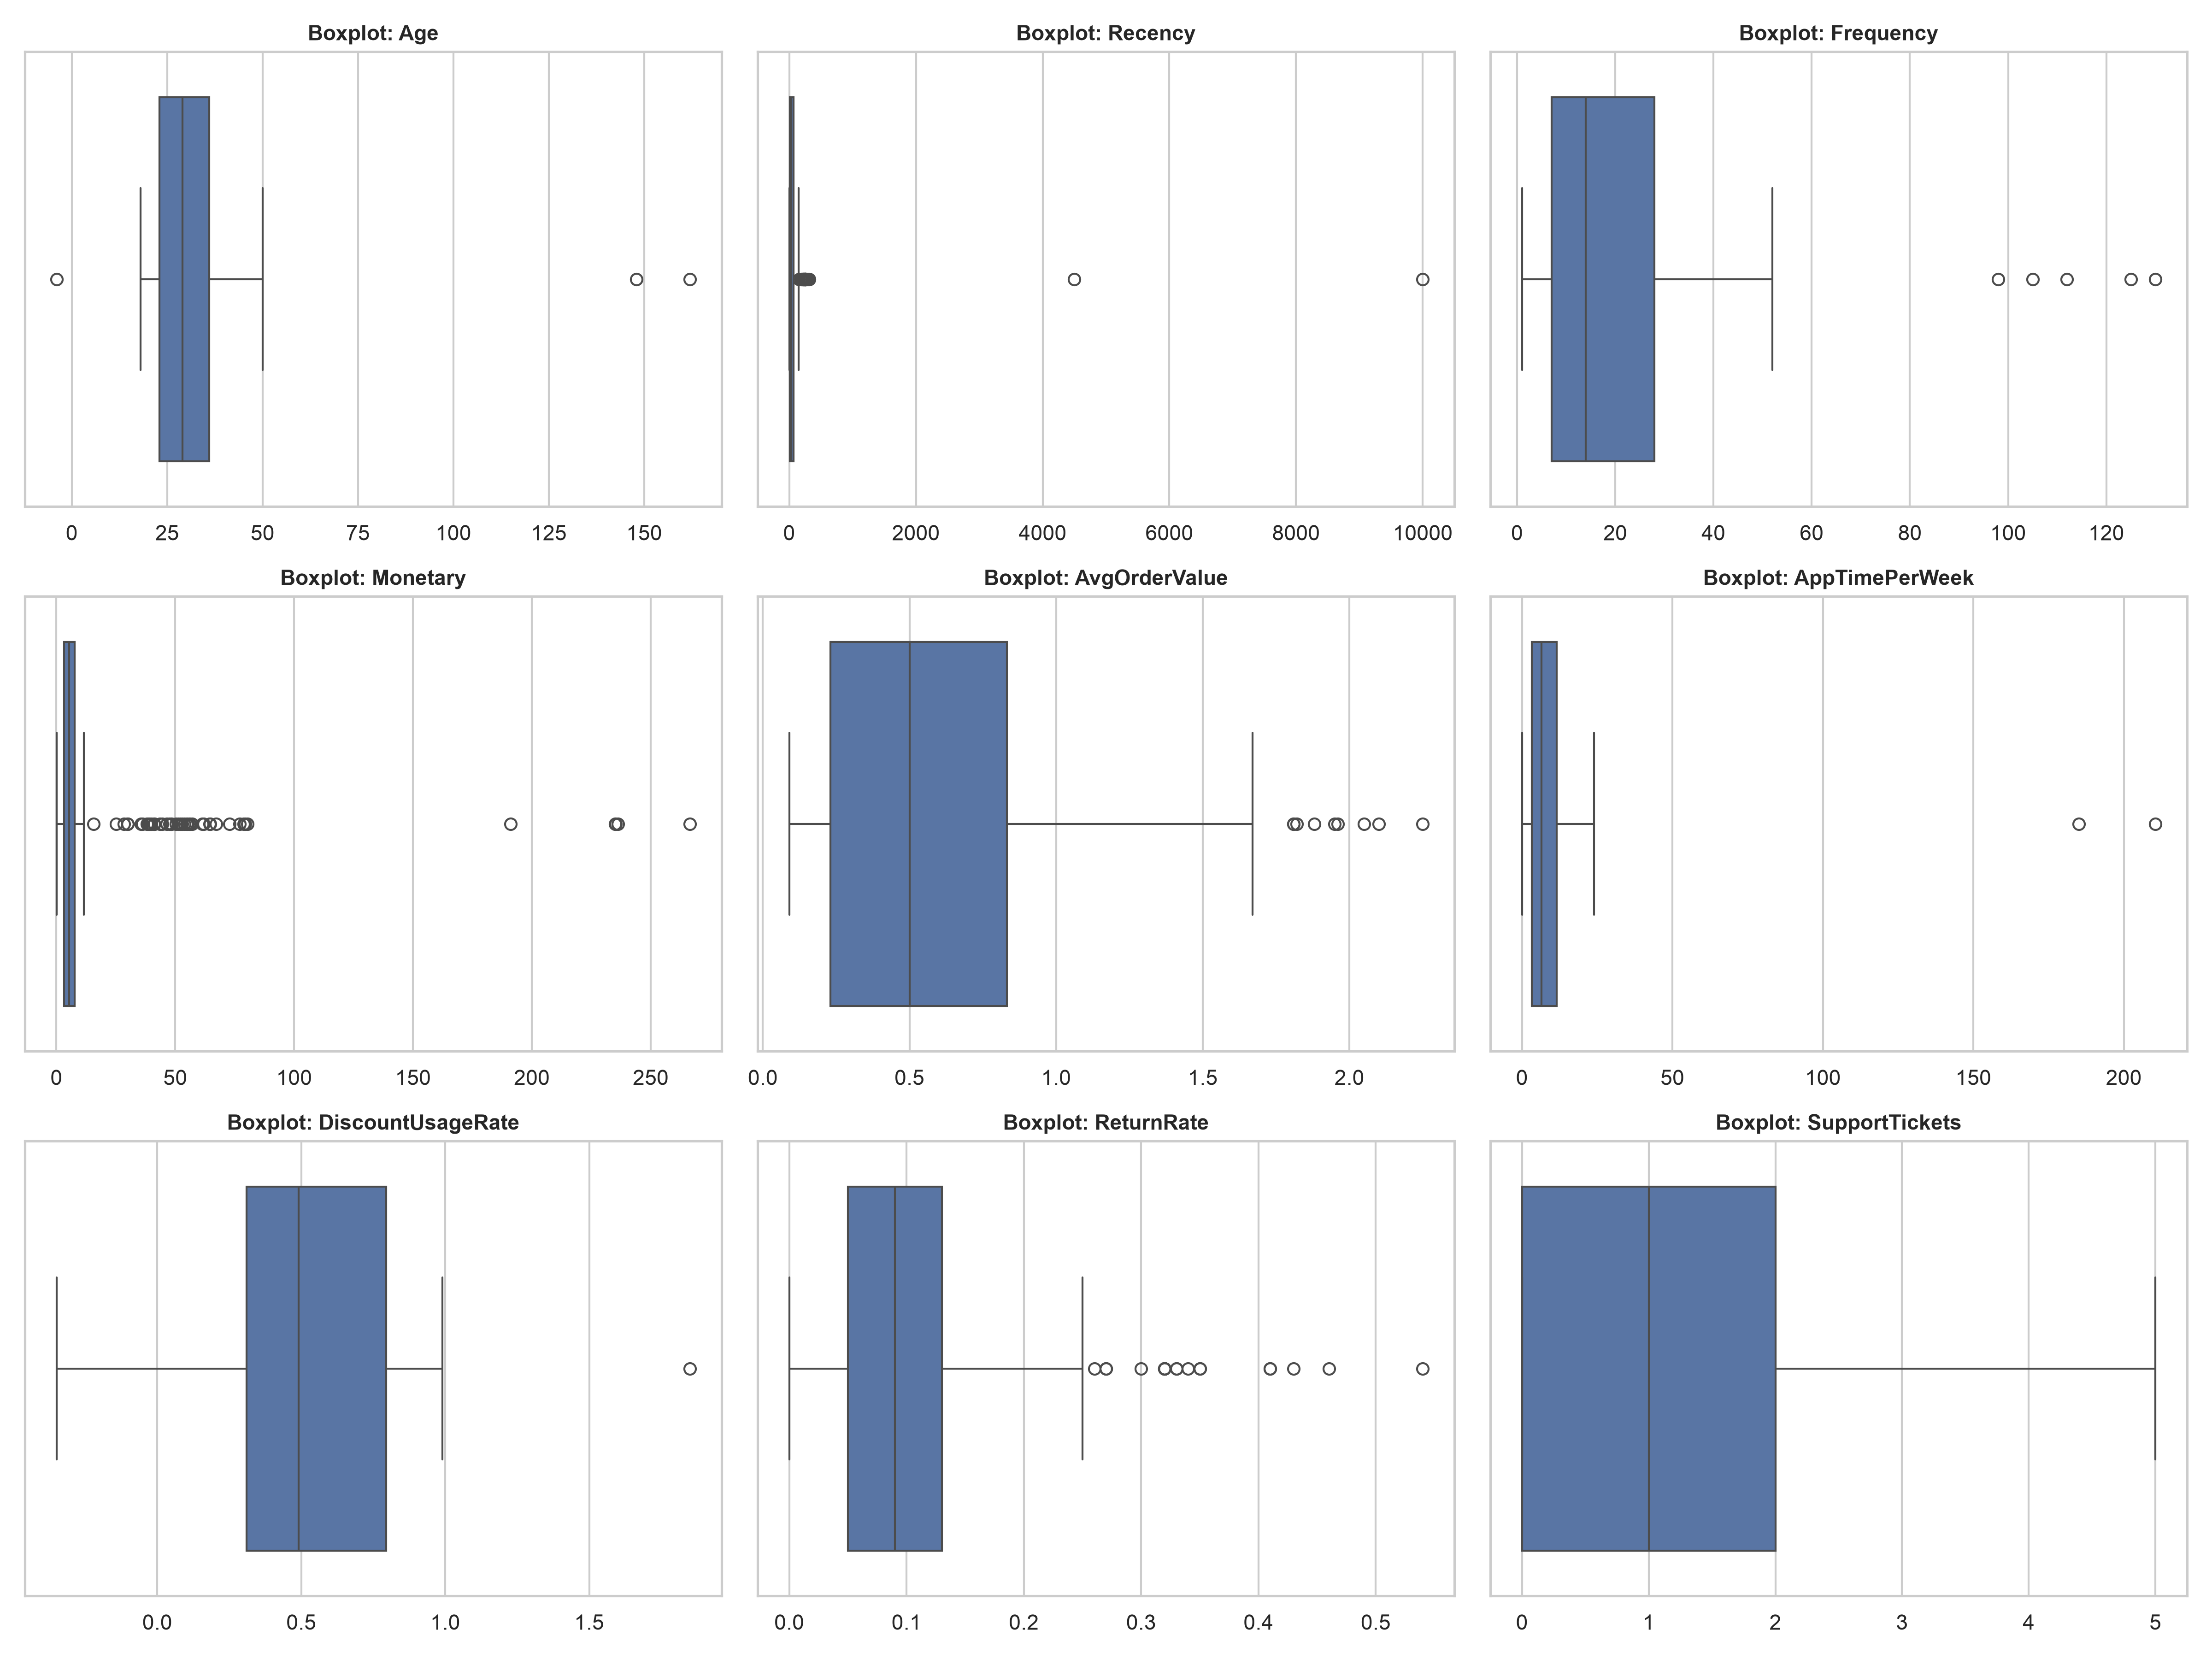 Boxplot: Age
Boxplot: Recency
Boxplot: Frequency
0 25 50 75 100 125 150
0 2000 4000 6000 8000 10000
0 20 40 60 80 100 120
Boxplot: Monetary
Boxplot: AvgOrderValue
Boxplot: AppTimePerWeek
0 50 100 150 200 250
0.0 0.5 1.0 1.5 2.0
0 50 100 150 200
Boxplot: DiscountUsageRate
Boxplot: ReturnRate
Boxplot: SupportTickets
0.0 0.5 1.0 1.5
0.0 0.1 0.2 0.3 0.4 0.5
0 1 2 3 4 5